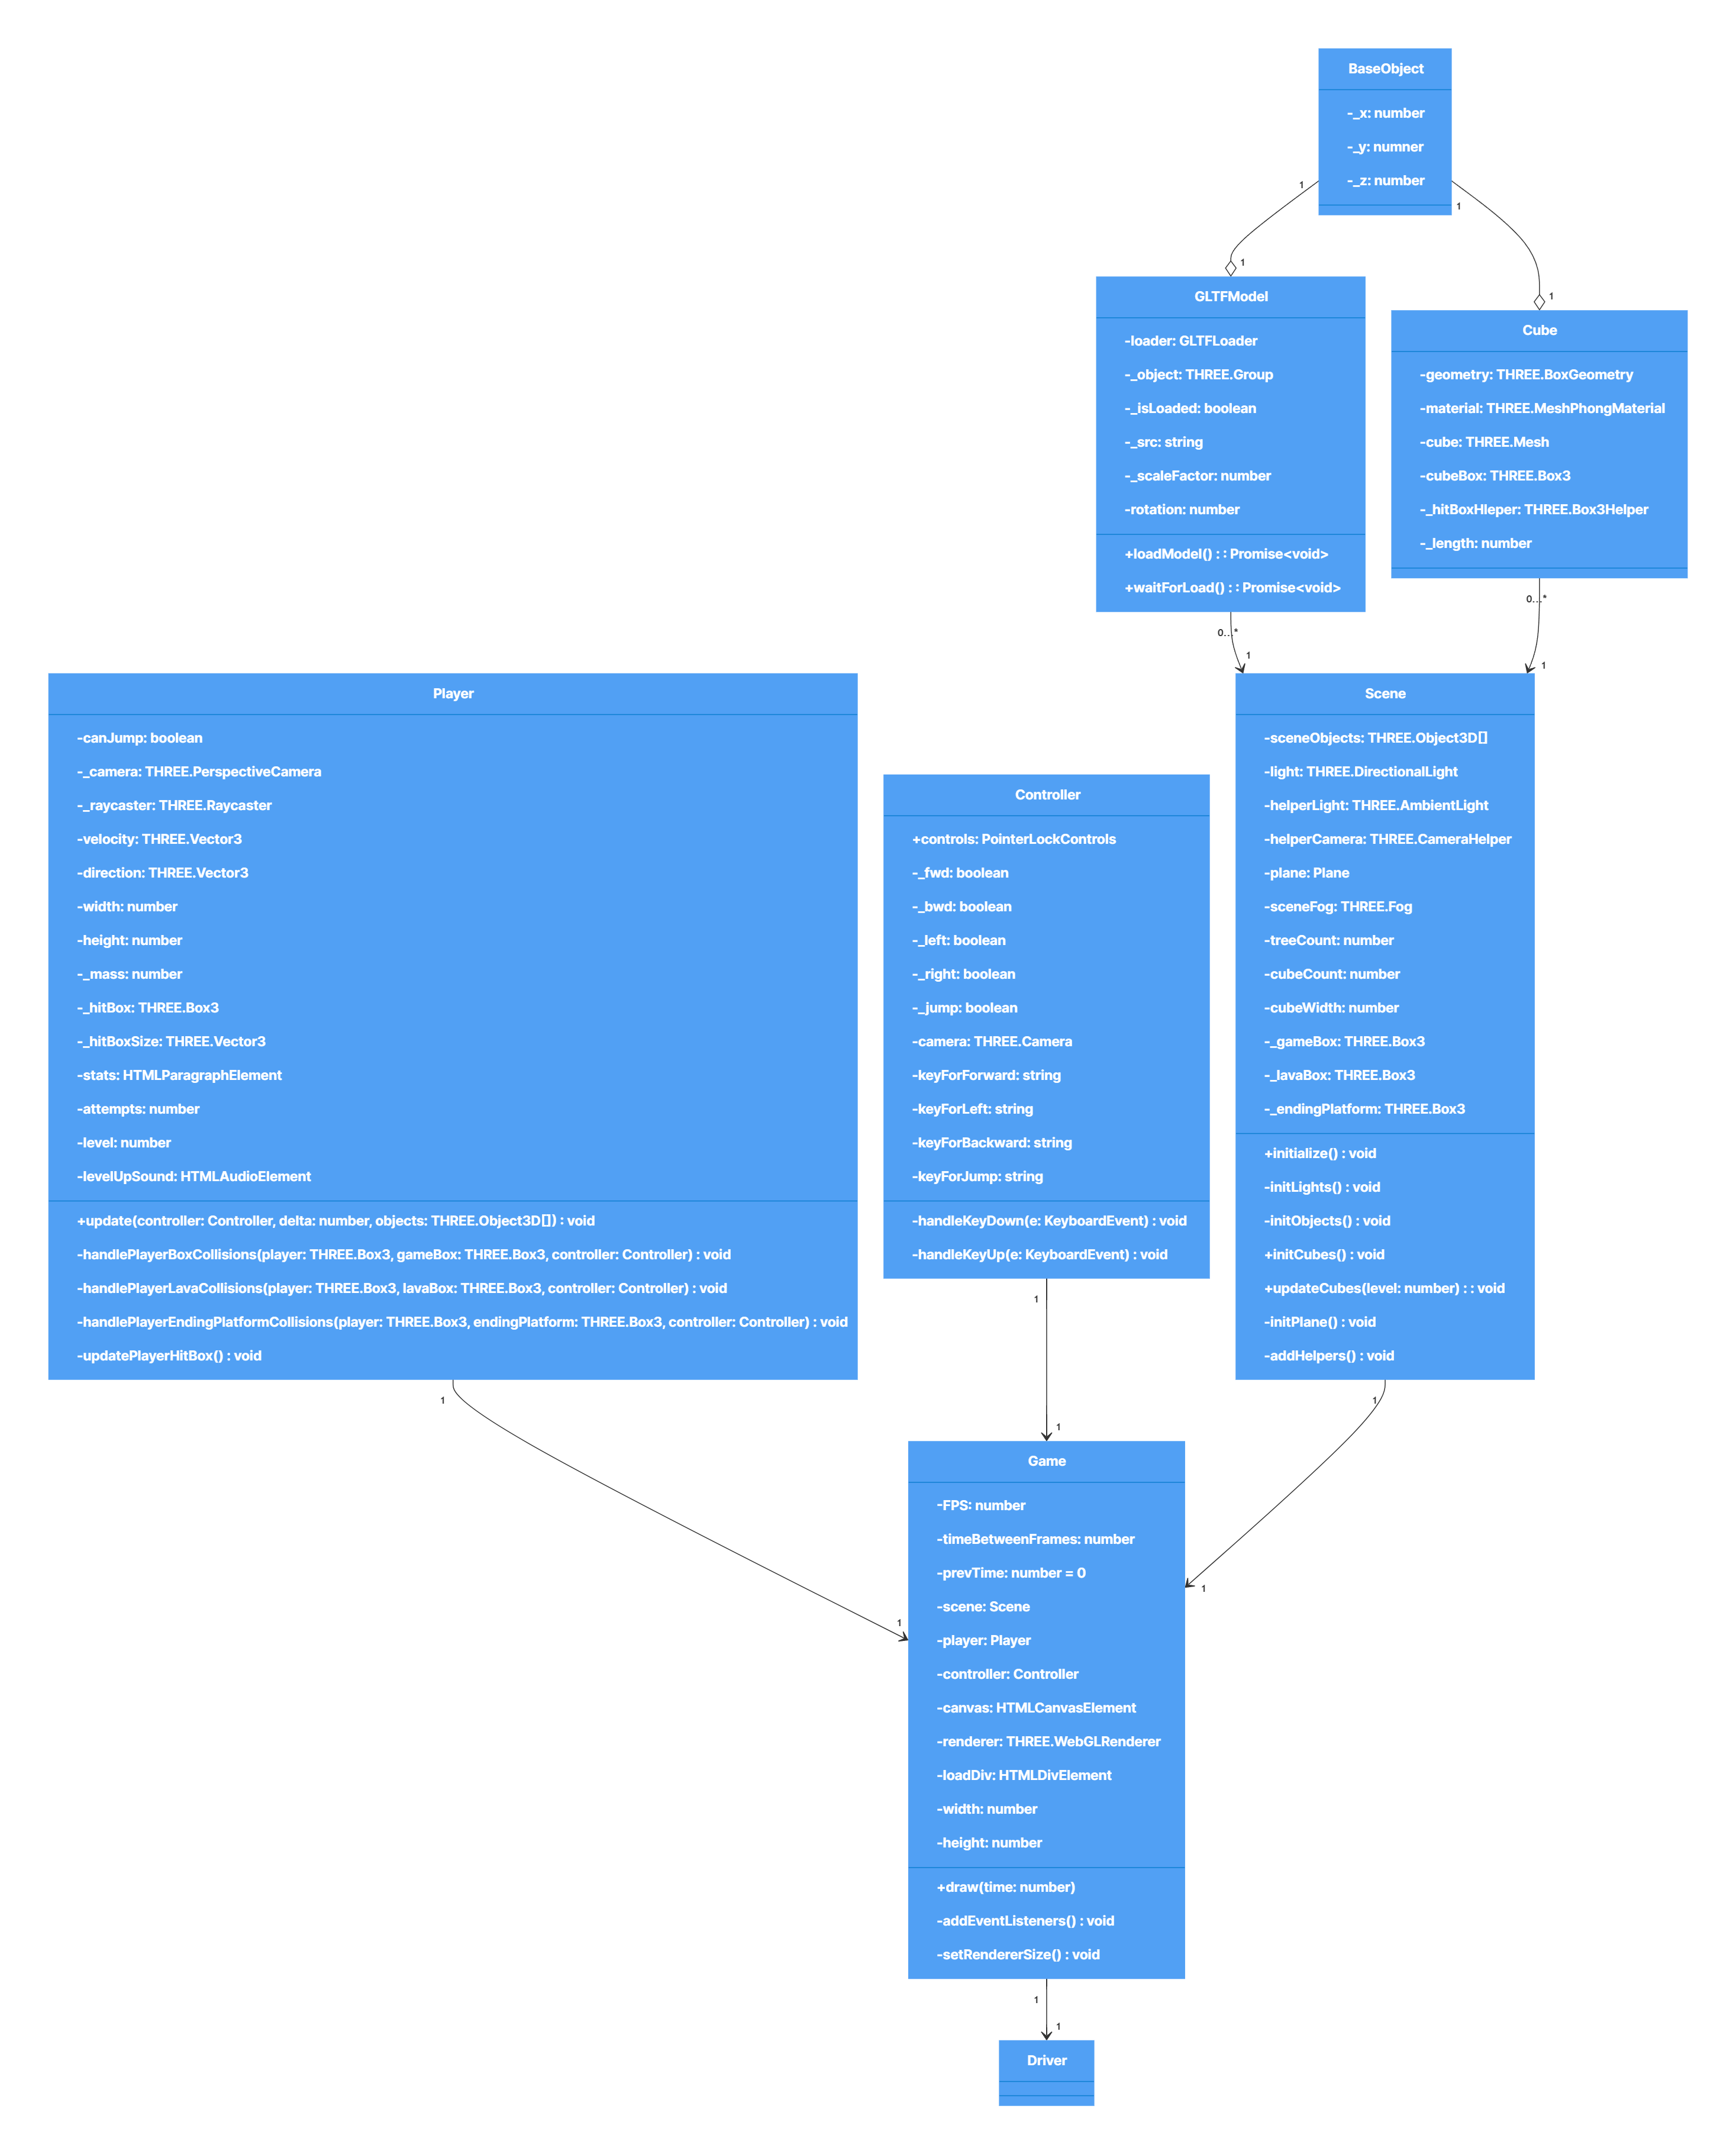 BaseObject
-_x: number
-_y: numner
-_z: number
1
1
1
1
GLTFModel
-loader: GLTFLoader
-_object: THREE.Group
-_isLoaded: boolean
-_src: string
-_scaleFactor: number
-rotation: number
+loadModel() : : Promise<void>
+waitForLoad() : : Promise<void>
Cube
-geometry: THREE.BoxGeometry
-material: THREE.MeshPhongMaterial
-cube: THREE.Mesh
-cubeBox: THREE.Box3
-_hitBoxHleper: THREE.Box3Helper
-_length: number
0...*
0...*
1
1
Player
-canJump: boolean
-_camera: THREE.PerspectiveCamera
-_raycaster: THREE.Raycaster
-velocity: THREE.Vector3
-direction: THREE.Vector3
-width: number
-height: number
-_mass: number
-_hitBox: THREE.Box3
-_hitBoxSize: THREE.Vector3
-stats: HTMLParagraphElement
-attempts: number
-level: number
-levelUpSound: HTMLAudioElement
+update(controller: Controller, delta: number, objects: THREE.Object3D[]) : void
-handlePlayerBoxCollisions(player: THREE.Box3, gameBox: THREE.Box3, controller: Controller) : void
-handlePlayerLavaCollisions(player: THREE.Box3, lavaBox: THREE.Box3, controller: Controller) : void
-handlePlayerEndingPlatformCollisions(player: THREE.Box3, endingPlatform: THREE.Box3, controller: Controller) : void
-updatePlayerHitBox() : void
Controller
+controls: PointerLockControls
-_fwd: boolean
-_bwd: boolean
-_left: boolean
-_right: boolean
-_jump: boolean
-camera: THREE.Camera
-keyForForward: string
-keyForLeft: string
-keyForBackward: string
-keyForJump: string
-handleKeyDown(e: KeyboardEvent) : void
-handleKeyUp(e: KeyboardEvent) : void
Scene
-sceneObjects: THREE.Object3D[]
-light: THREE.DirectionalLight
-helperLight: THREE.AmbientLight
-helperCamera: THREE.CameraHelper
-plane: Plane
-sceneFog: THREE.Fog
-treeCount: number
-cubeCount: number
-cubeWidth: number
-_gameBox: THREE.Box3
-_lavaBox: THREE.Box3
-_endingPlatform: THREE.Box3
+initialize() : void
-initLights() : void
-initObjects() : void
+initCubes() : void
+updateCubes(level: number) : : void
-initPlane() : void
-addHelpers() : void
1
1
1
1
1
1
Game
-FPS: number
-timeBetweenFrames: number
-prevTime: number = 0
-scene: Scene
-player: Player
-controller: Controller
-canvas: HTMLCanvasElement
-renderer: THREE.WebGLRenderer
-loadDiv: HTMLDivElement
-width: number
-height: number
+draw(time: number)
-addEventListeners() : void
-setRendererSize() : void
1
1
Driver